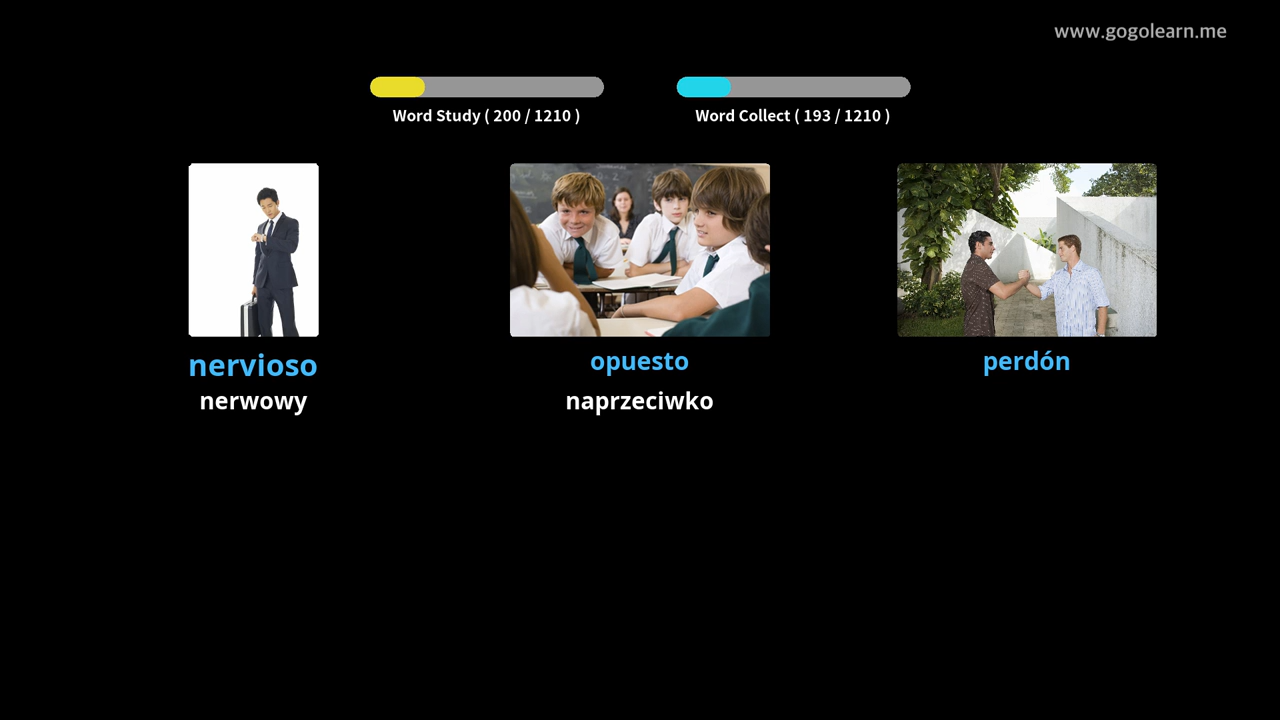 www.gogolearn.me
Word Study ( 200 / 1210 )
Word Collect ( 193 / 1210 )
nervioso
nerwowy
opuesto
naprzeciwko
perdón